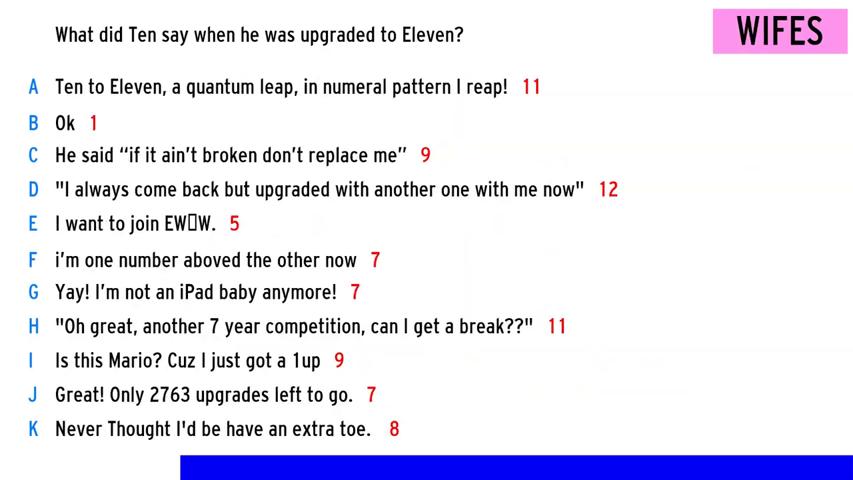 What did Ten say when he was upgraded to Eleven?
WIFES
A Ten to Eleven, a quantum leap, in numeral pattern I reap! 11
B Ok 1
C He said “if it ain’t broken don’t replace me” 9
D "I always come back but upgraded with another one with me now" 12
E I want to join EW▯W. 5
F i’m one number aboved the other now 7
G Yay! I’m not an iPad baby anymore! 7
H "Oh great, another 7 year competition, can I get a break??" 11
I Is this Mario? Cuz I just got a 1up 9
J Great! Only 2763 upgrades left to go. 7
K Never Thought I'd be have an extra toe. 8